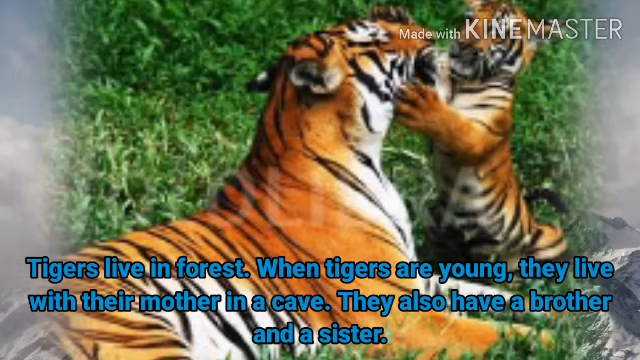 Made with KINEMASTER
Tigers live in forest. When tigers are young, they live
with their mother in a cave. They also have a brother
and a sister.